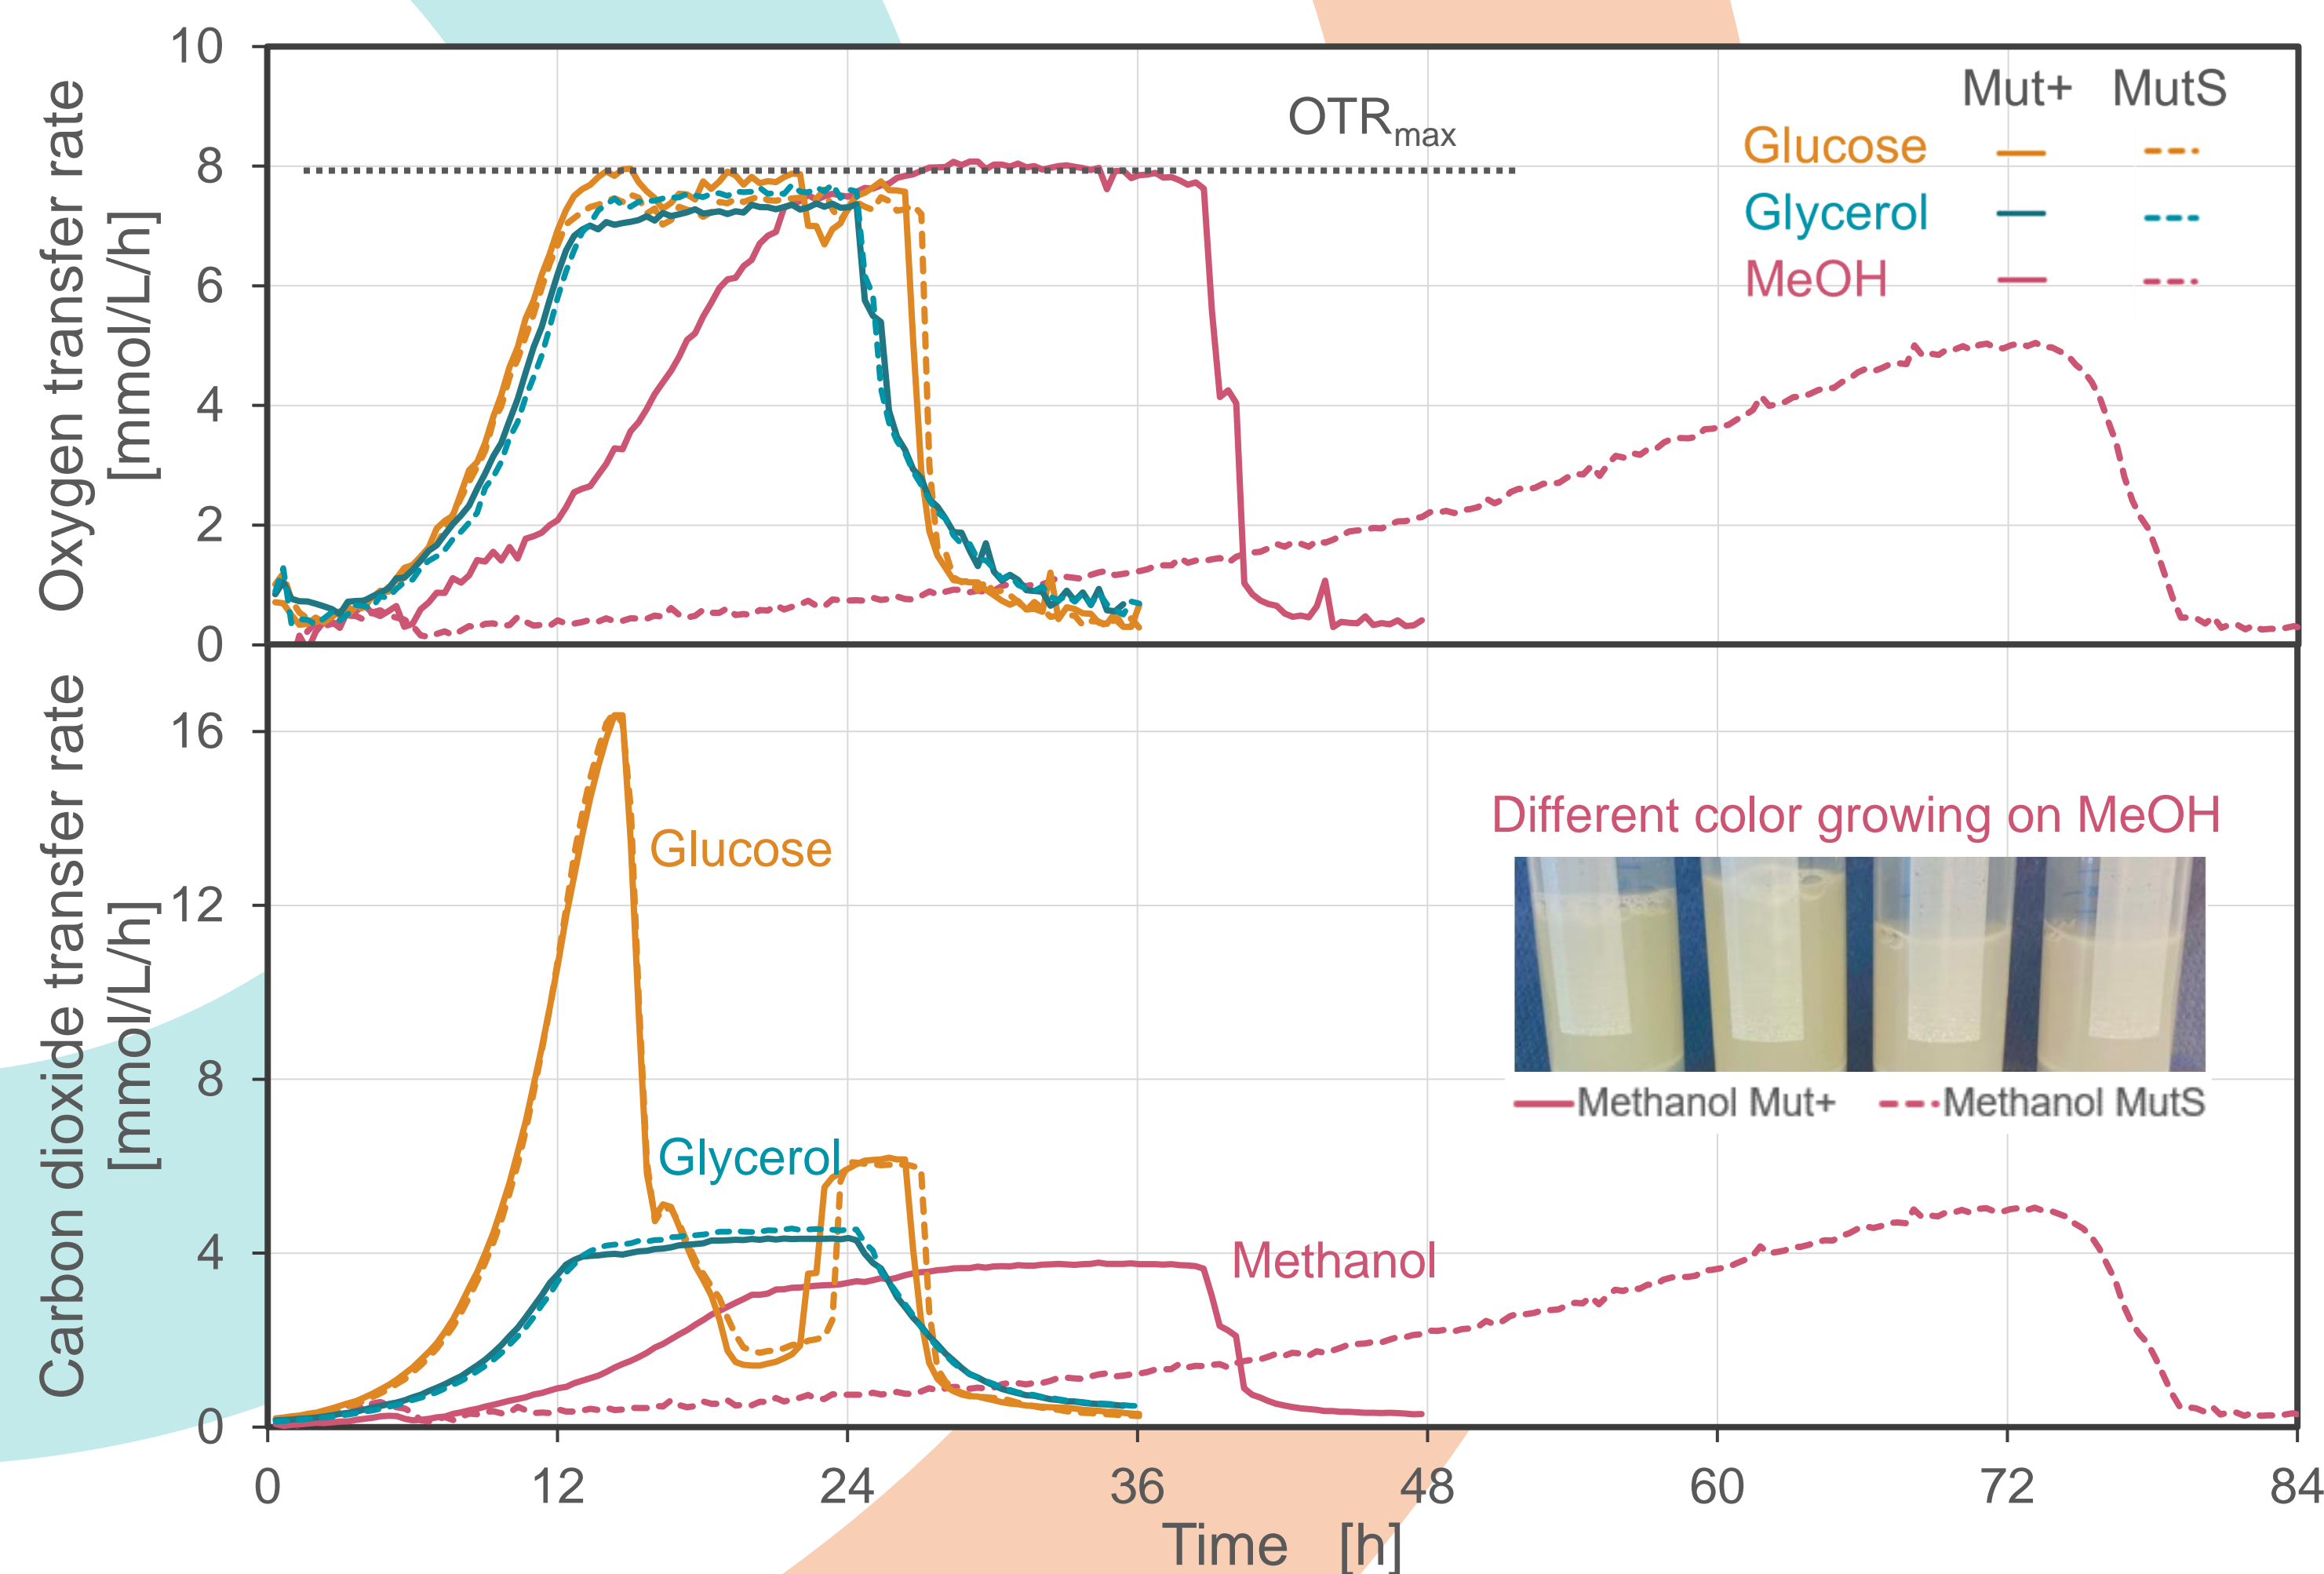 Oxygen transfer rate
[mmol/L/h]
10
8
6
4
2
0
OTRmax
Mut+ MutS
Glucose
Glycerol
MeOH
Carbon dioxide transfer rate
[mmol/L/h]
16
12
8
4
0
Glucose
Glycerol
Methanol
Different color growing on MeOH
Methanol Mut+ Methanol MutS
0 12 24 36 48 60 72 84
Time [h]